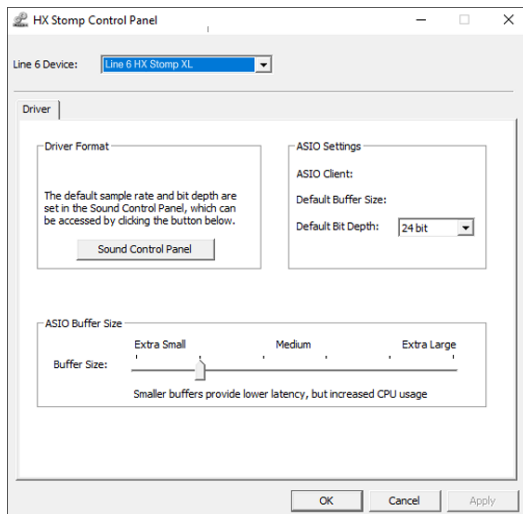 HX Stomp Control Panel
Line 6 Device: Line 6 HX Stomp XL
Driver
Driver Format
The default sample rate and bit depth are
set in the Sound Control Panel, which can
be accessed by clicking the button below.
Sound Control Panel
ASIO Settings
ASIO Client:
Default Buffer Size:
Default Bit Depth: 24 bit
ASIO Buffer Size
Extra Small Medium Extra Large
Buffer Size:
Smaller buffers provide lower latency, but increased CPU usage
OK Cancel Apply